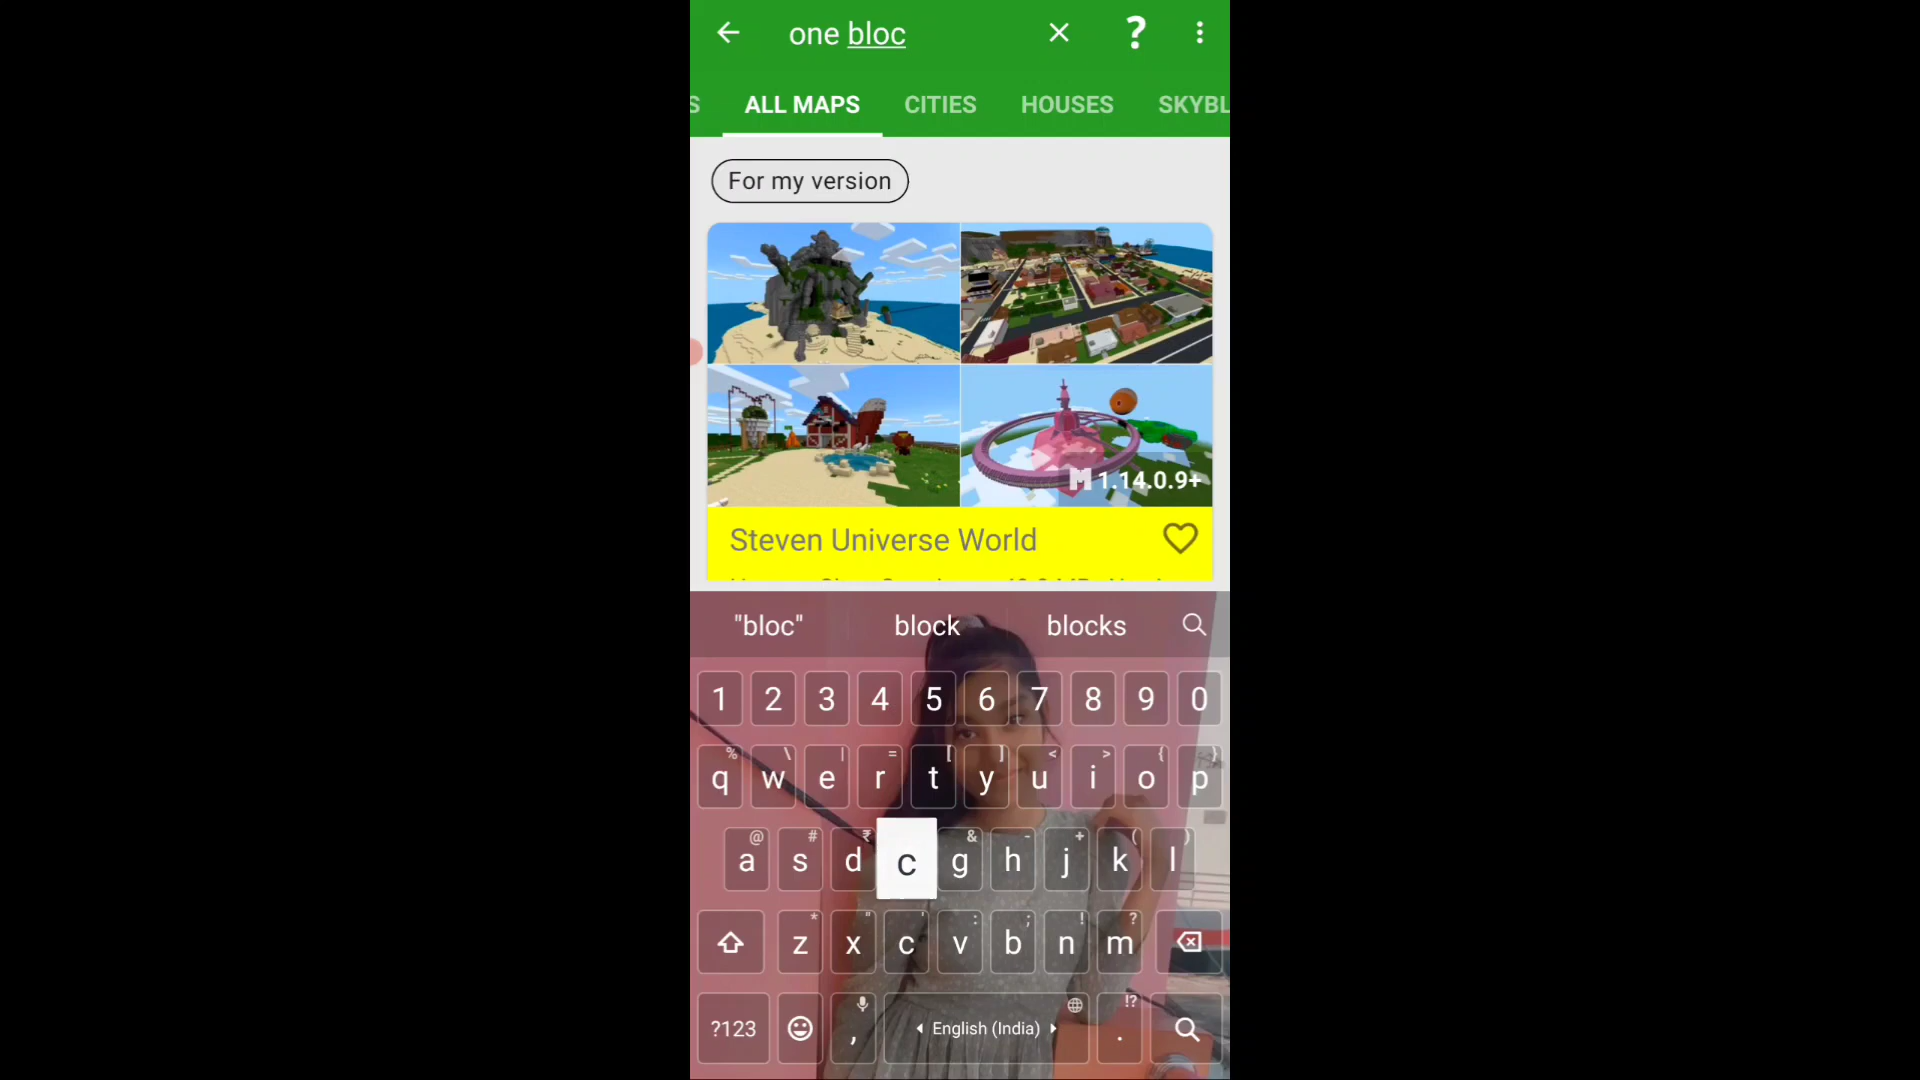 one bloc ?
S ALL MAPS CITIES HOUSES SKYBL
For my version
1.14.0.9+
Steven Universe World
"bloc" block blocks
1 2 3 4 5 6 7 8 9 0
% \ | = [ ] < > { }
q w e r t y u i o p
@ # ₹ & - + ( )
a s d c g h j k l
* " ' : ; ! ?
z x c v b n m
!?
?123 , English (India) .